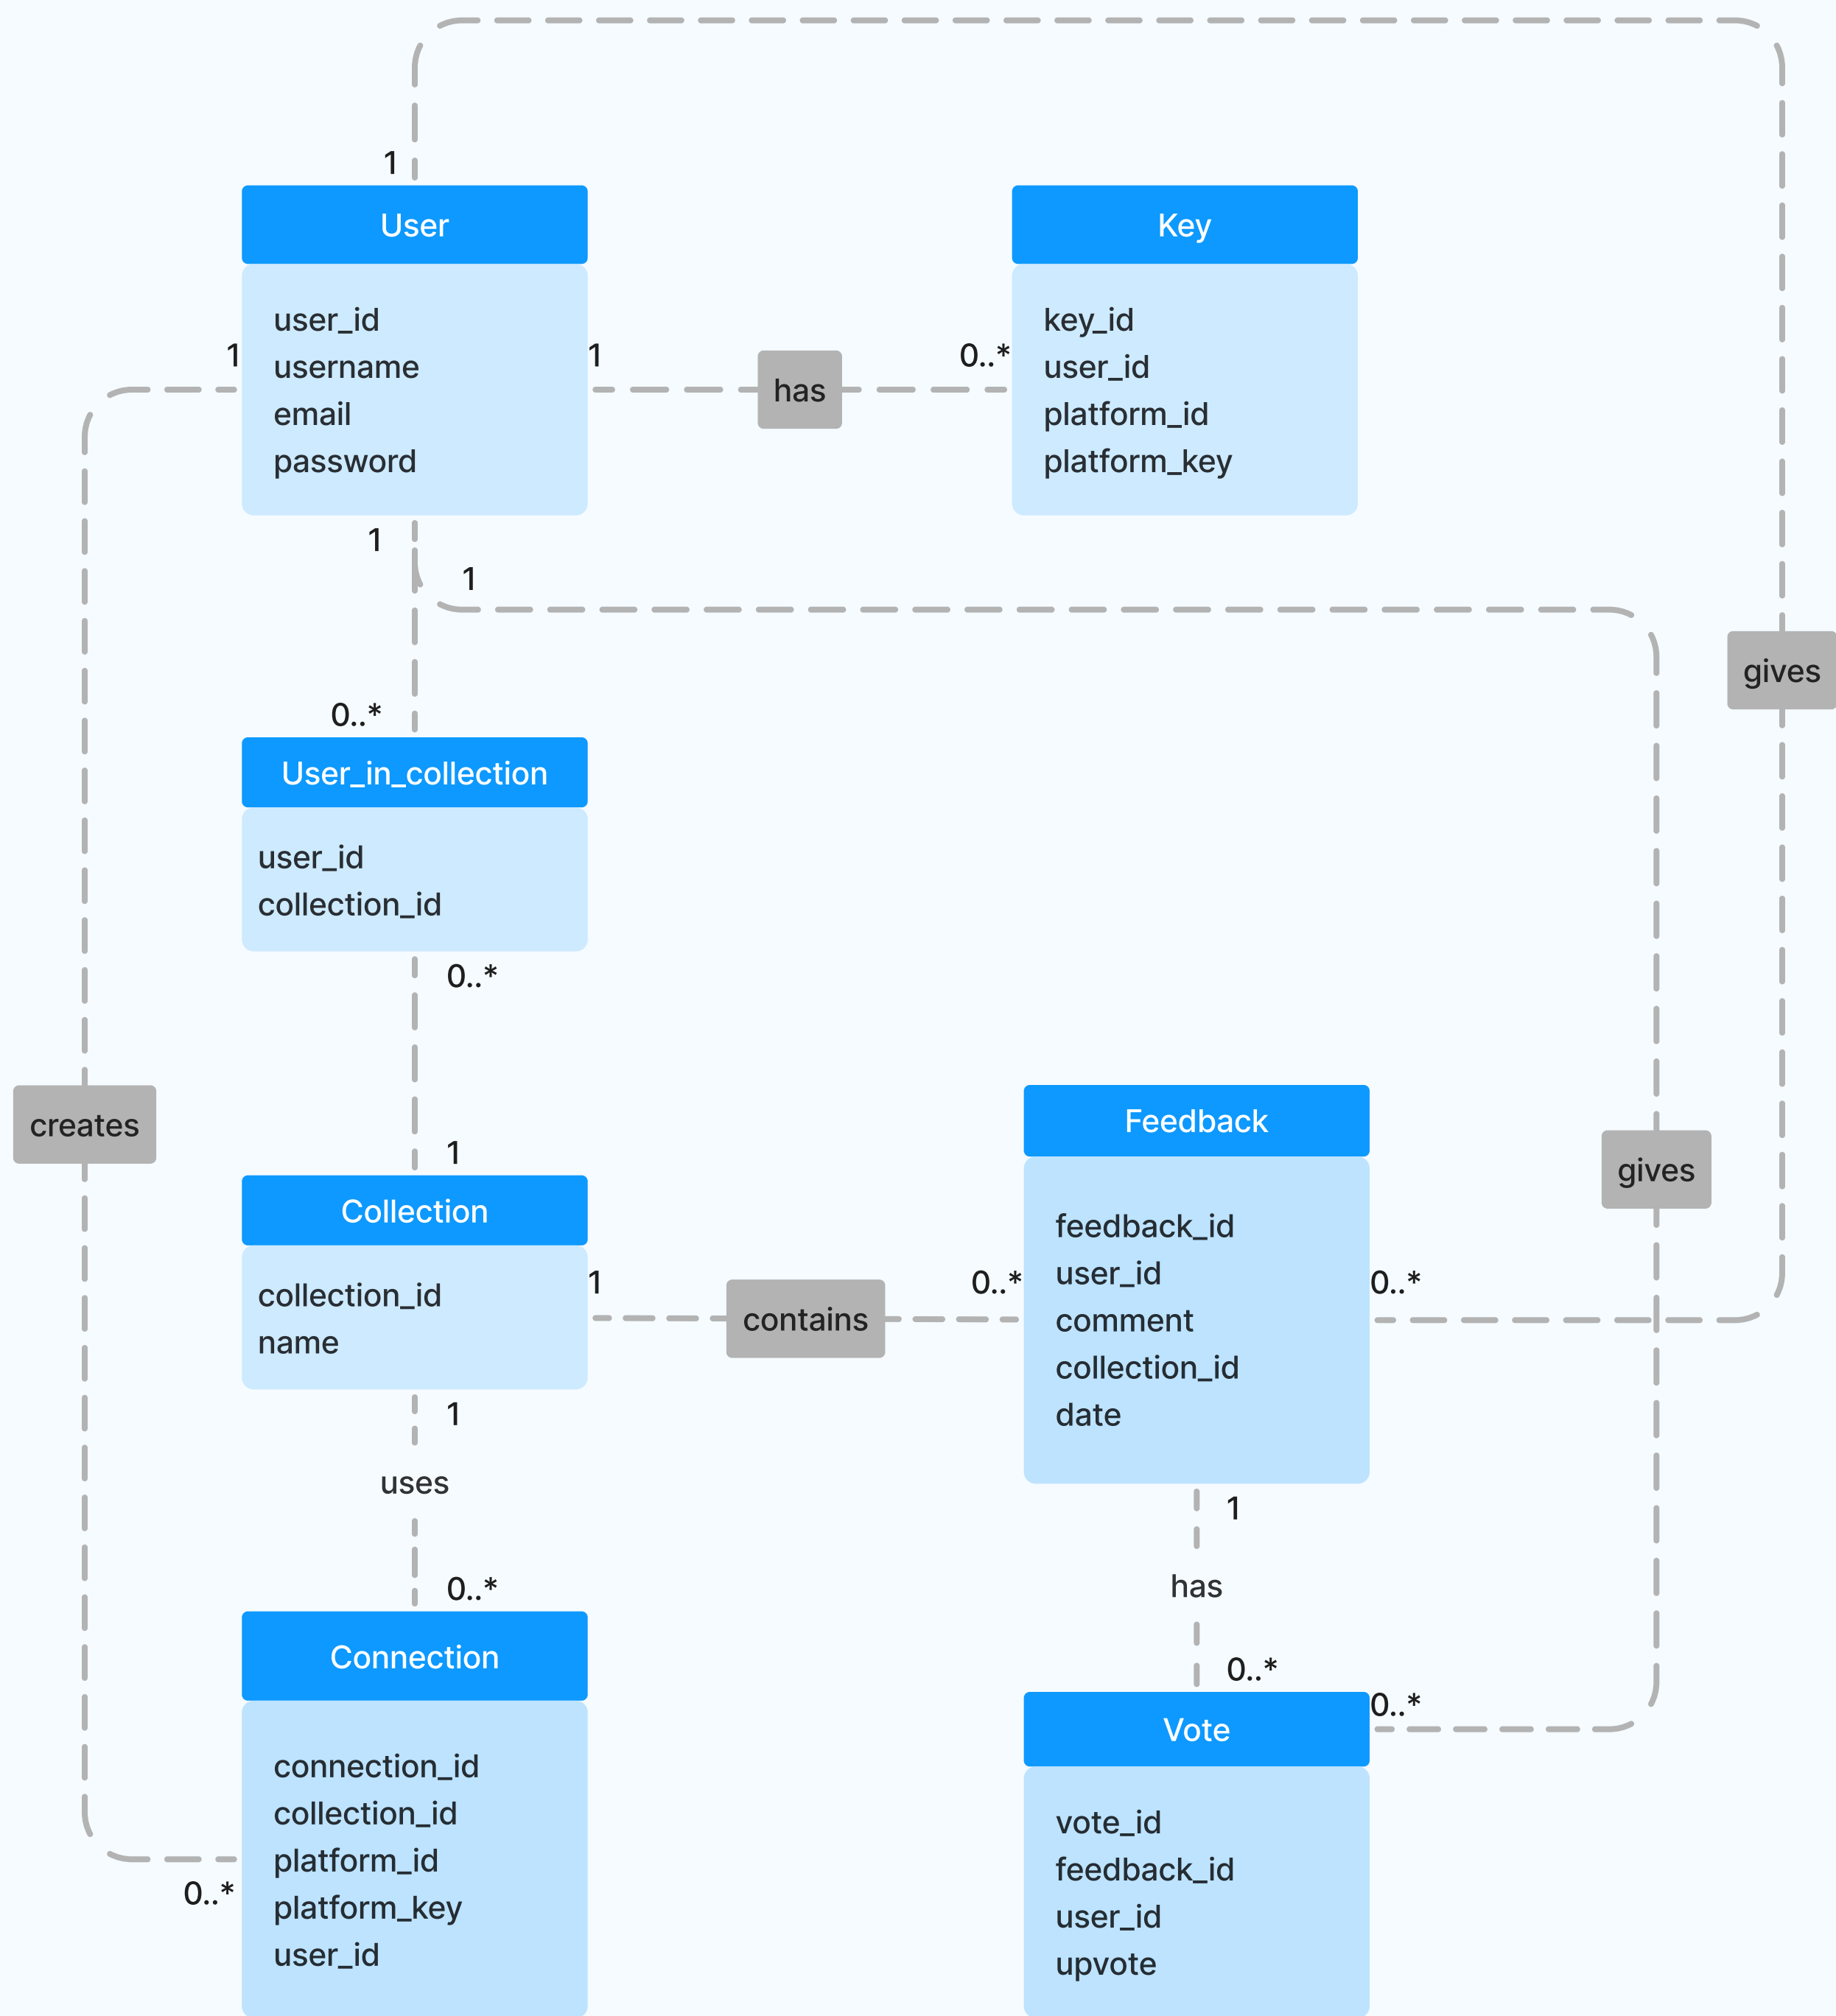 1
User
user_id
username
email
password
1
1
has
0..*
Key
key_id
user_id
platform_id
platform_key
1
1
gives
0..*
User_in_collection
user_id
collection_id
0..*
creates
1
Collection
collection_id
name
1
contains
0..*
Feedback
feedback_id
user_id
comment
collection_id
date
0..*
gives
1
uses
0..*
1
has
0..*
0..*
Connection
connection_id
collection_id
platform_id
platform_key
user_id
0..*
Vote
vote_id
feedback_id
user_id
upvote